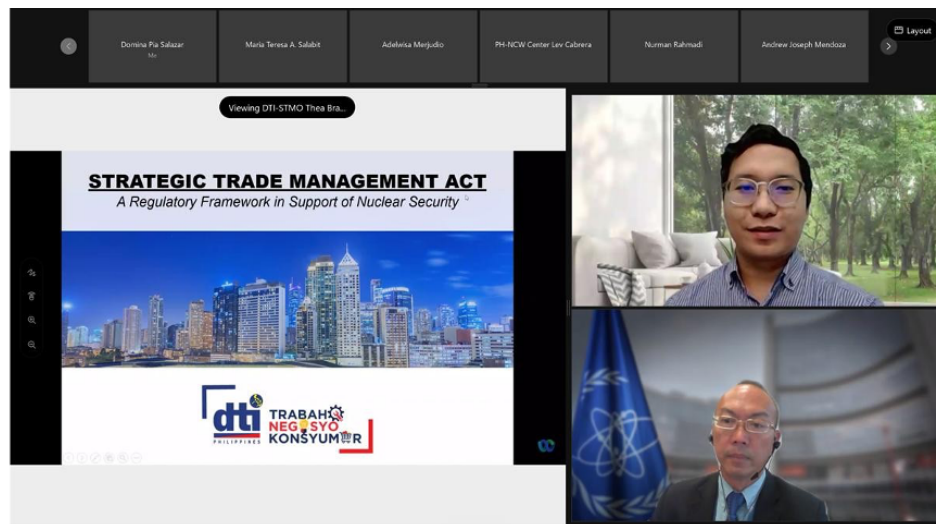 Domina Pia Salazar
Me
Maria Teresa A. Salabit
Adelwisa Merjudio
PH-NCW Center Lev Cabrera
Nurman Rahmadi
Andrew Joseph Mendoza
Layout
Viewing DTI-STMO Thea Bra...
STRATEGIC TRADE MANAGEMENT ACT
A Regulatory Framework in Support of Nuclear Security
dti
PHILIPPINES
TRABAHO
NEGOSYO
KONSYUMER